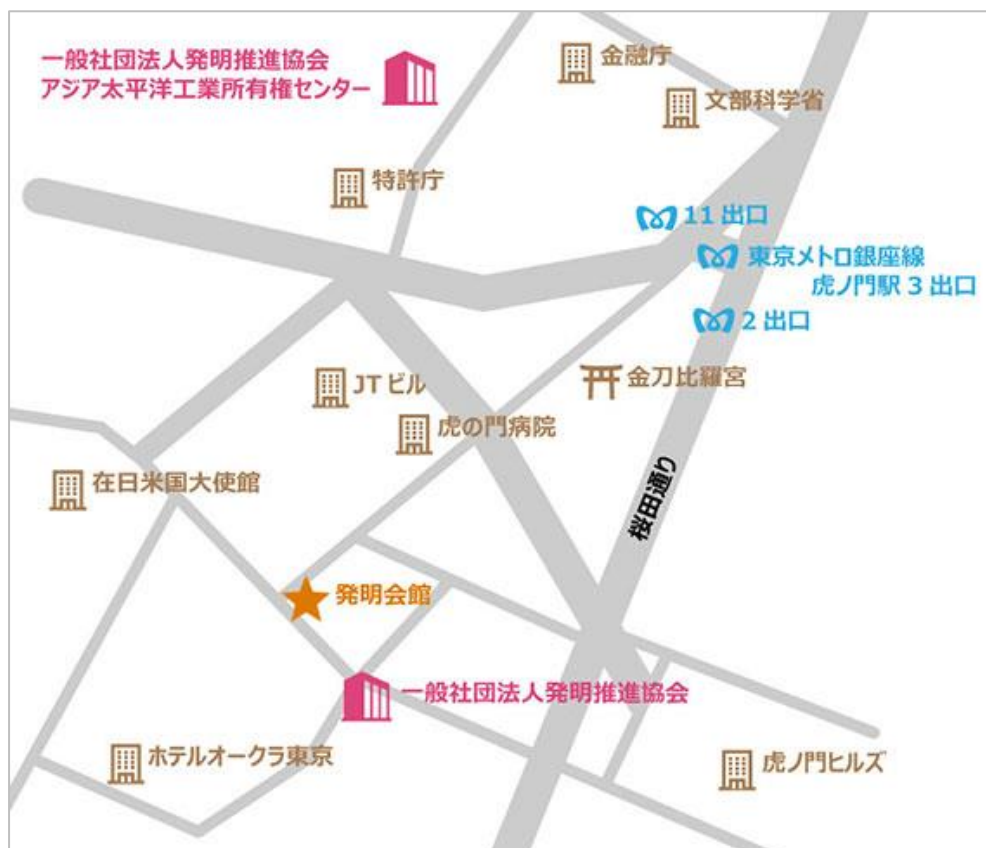 一般社団法人発明推進協会
アジア太平洋工業所有権センター
金融庁
文部科学省
特許庁
11 出口
東京メトロ銀座線
虎ノ門駅 3 出口
2 出口
JT ビル
金刀比羅宮
虎の門病院
在日米国大使館
桜田通り
発明会館
一般社団法人発明推進協会
ホテルオークラ東京
虎ノ門ヒルズ